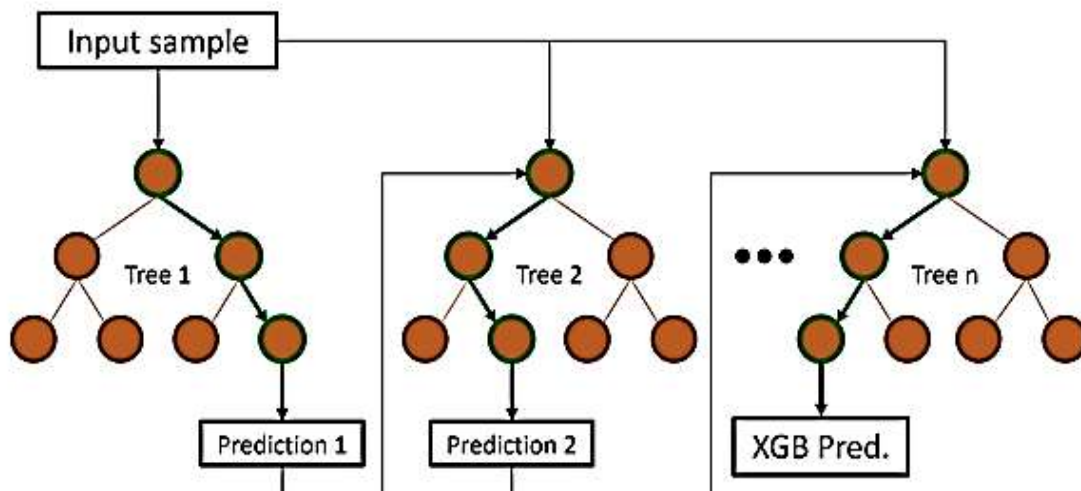 Input sample
Tree 1
Tree 2
Tree n
Prediction 1
Prediction 2
XGB Pred.